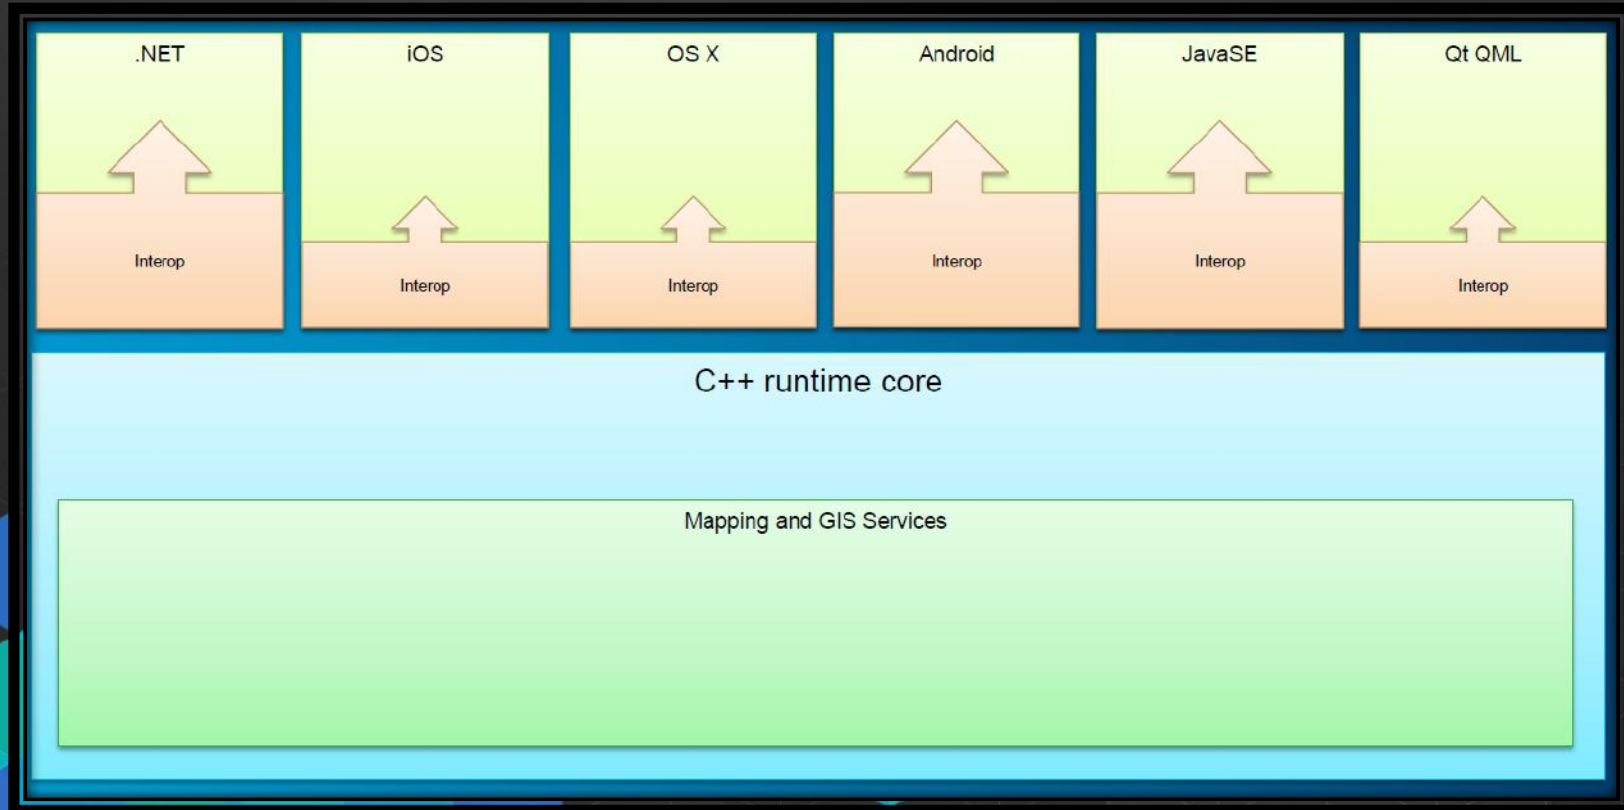 .NET
iOS
OS X
Android
JavaSE
Qt QML
Interop
Interop
Interop
Interop
Interop
Interop
C++ runtime core
Mapping and GIS Services